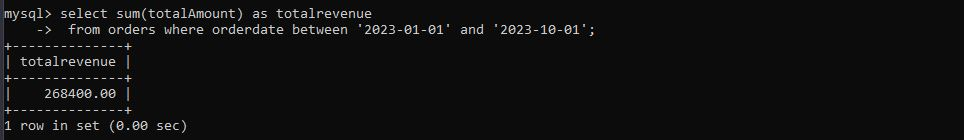 mysql> select sum(totalAmount) as totalrevenue
    ->  from orders where orderdate between '2023-01-01' and '2023-10-01';
+--------------+
| totalrevenue |
+--------------+
|    268400.00 |
+--------------+
1 row in set (0.00 sec)